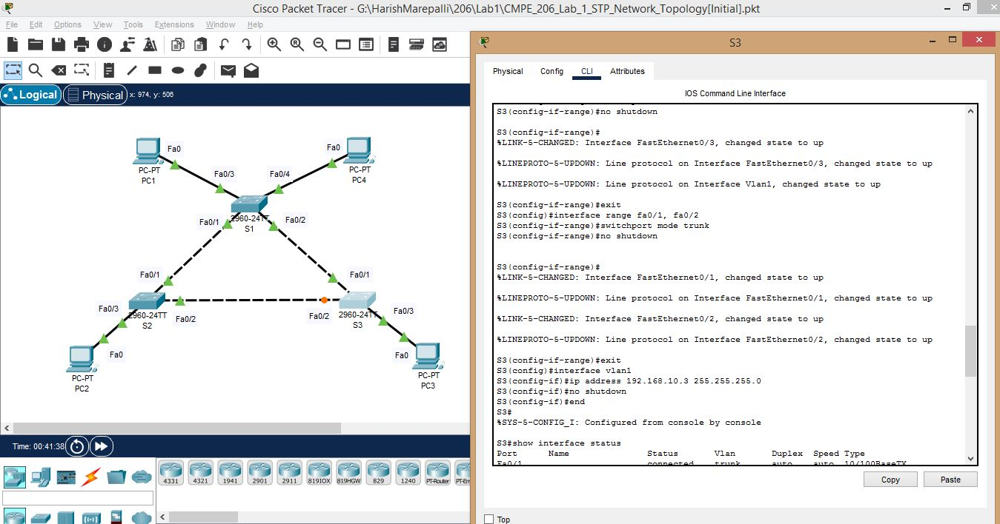 Cisco Packet Tracer - G:\HarishMarepalli\206\Lab1\CMPE_206_Lab_1_STP_Network_Topology[Initial].pkt
File Edit Options View Tools Extensions Window Help
Logical Physical x: 974, y: 506
Fa0
PC-PT
PC1
Fa0
PC-PT
PC4
Fa0/3
Fa0/4
Fa0/1
2960-24TT
S1
Fa0/2
Fa0/1
Fa0/1
Fa0/3
2960-24TT
S2
Fa0/2
Fa0/2
2960-24TT
S3
Fa0/3
Fa0
PC-PT
PC2
Fa0
PC-PT
PC3
Time: 00:41:38
4331 4321 1941 2901 2911 819IOX 819HGW 829 1240 PT-Router
S3
Physical Config CLI Attributes
IOS Command Line Interface
S3(config-if-range)#no shutdown
S3(config-if-range)#
%LINK-5-CHANGED: Interface FastEthernet0/3, changed state to up
%LINEPROTO-5-UPDOWN: Line protocol on Interface FastEthernet0/3, changed state to up
%LINEPROTO-5-UPDOWN: Line protocol on Interface Vlan1, changed state to up
S3(config-if-range)#exit
S3(config)#interface range fa0/1, fa0/2
S3(config-if-range)#switchport mode trunk
S3(config-if-range)#no shutdown
S3(config-if-range)#
%LINK-5-CHANGED: Interface FastEthernet0/1, changed state to up
%LINEPROTO-5-UPDOWN: Line protocol on Interface FastEthernet0/1, changed state to up
%LINK-5-CHANGED: Interface FastEthernet0/2, changed state to up
%LINEPROTO-5-UPDOWN: Line protocol on Interface FastEthernet0/2, changed state to up
S3(config-if-range)#exit
S3(config)#interface vlan1
S3(config-if)#ip address 192.168.10.3 255.255.255.0
S3(config-if)#no shutdown
S3(config-if)#end
S3#
%SYS-5-CONFIG_I: Configured from console by console
S3#show interface status
Port Name Status Vlan Duplex Speed Type
Fa0/1 connected trunk auto auto 10/100BaseTX
Copy Paste
Top